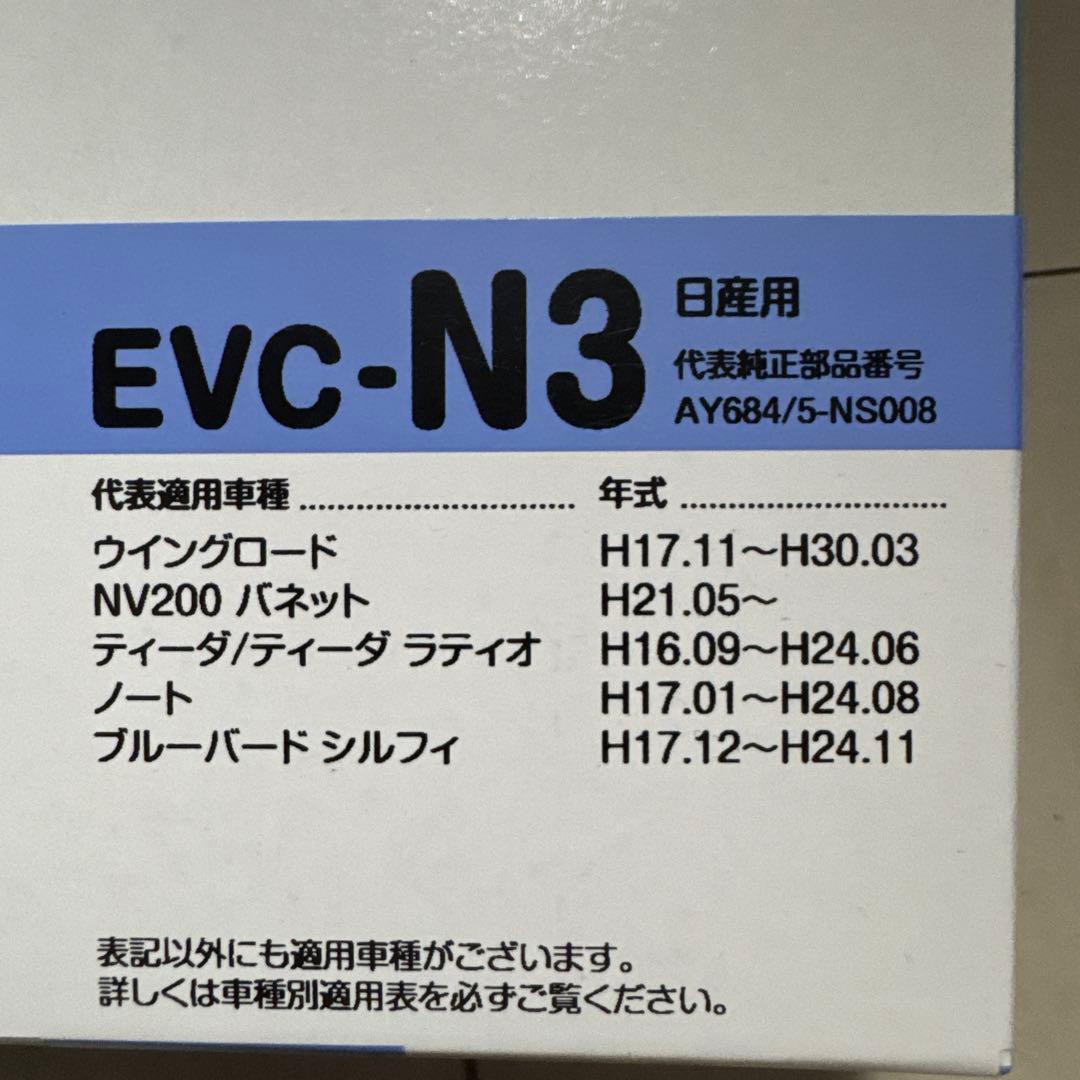 EVC-N3 日産用
代表純正部品番号
AY684/5-NS008
代表適用車種 年式
ウイングロード H17.11〜H30.03
NV200 バネット H21.05〜
ティーダ/ティーダ ラティオ H16.09〜H24.06
ノート H17.01〜H24.08
ブルーバード シルフィ H17.12〜H24.11
表記以外にも適用車種がございます。
詳しくは車種別適用表を必ずご覧ください。